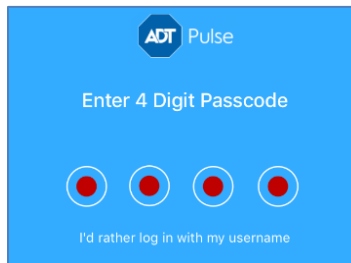 ADT Pulse
Enter 4 Digit Passcode
I'd rather log in with my username